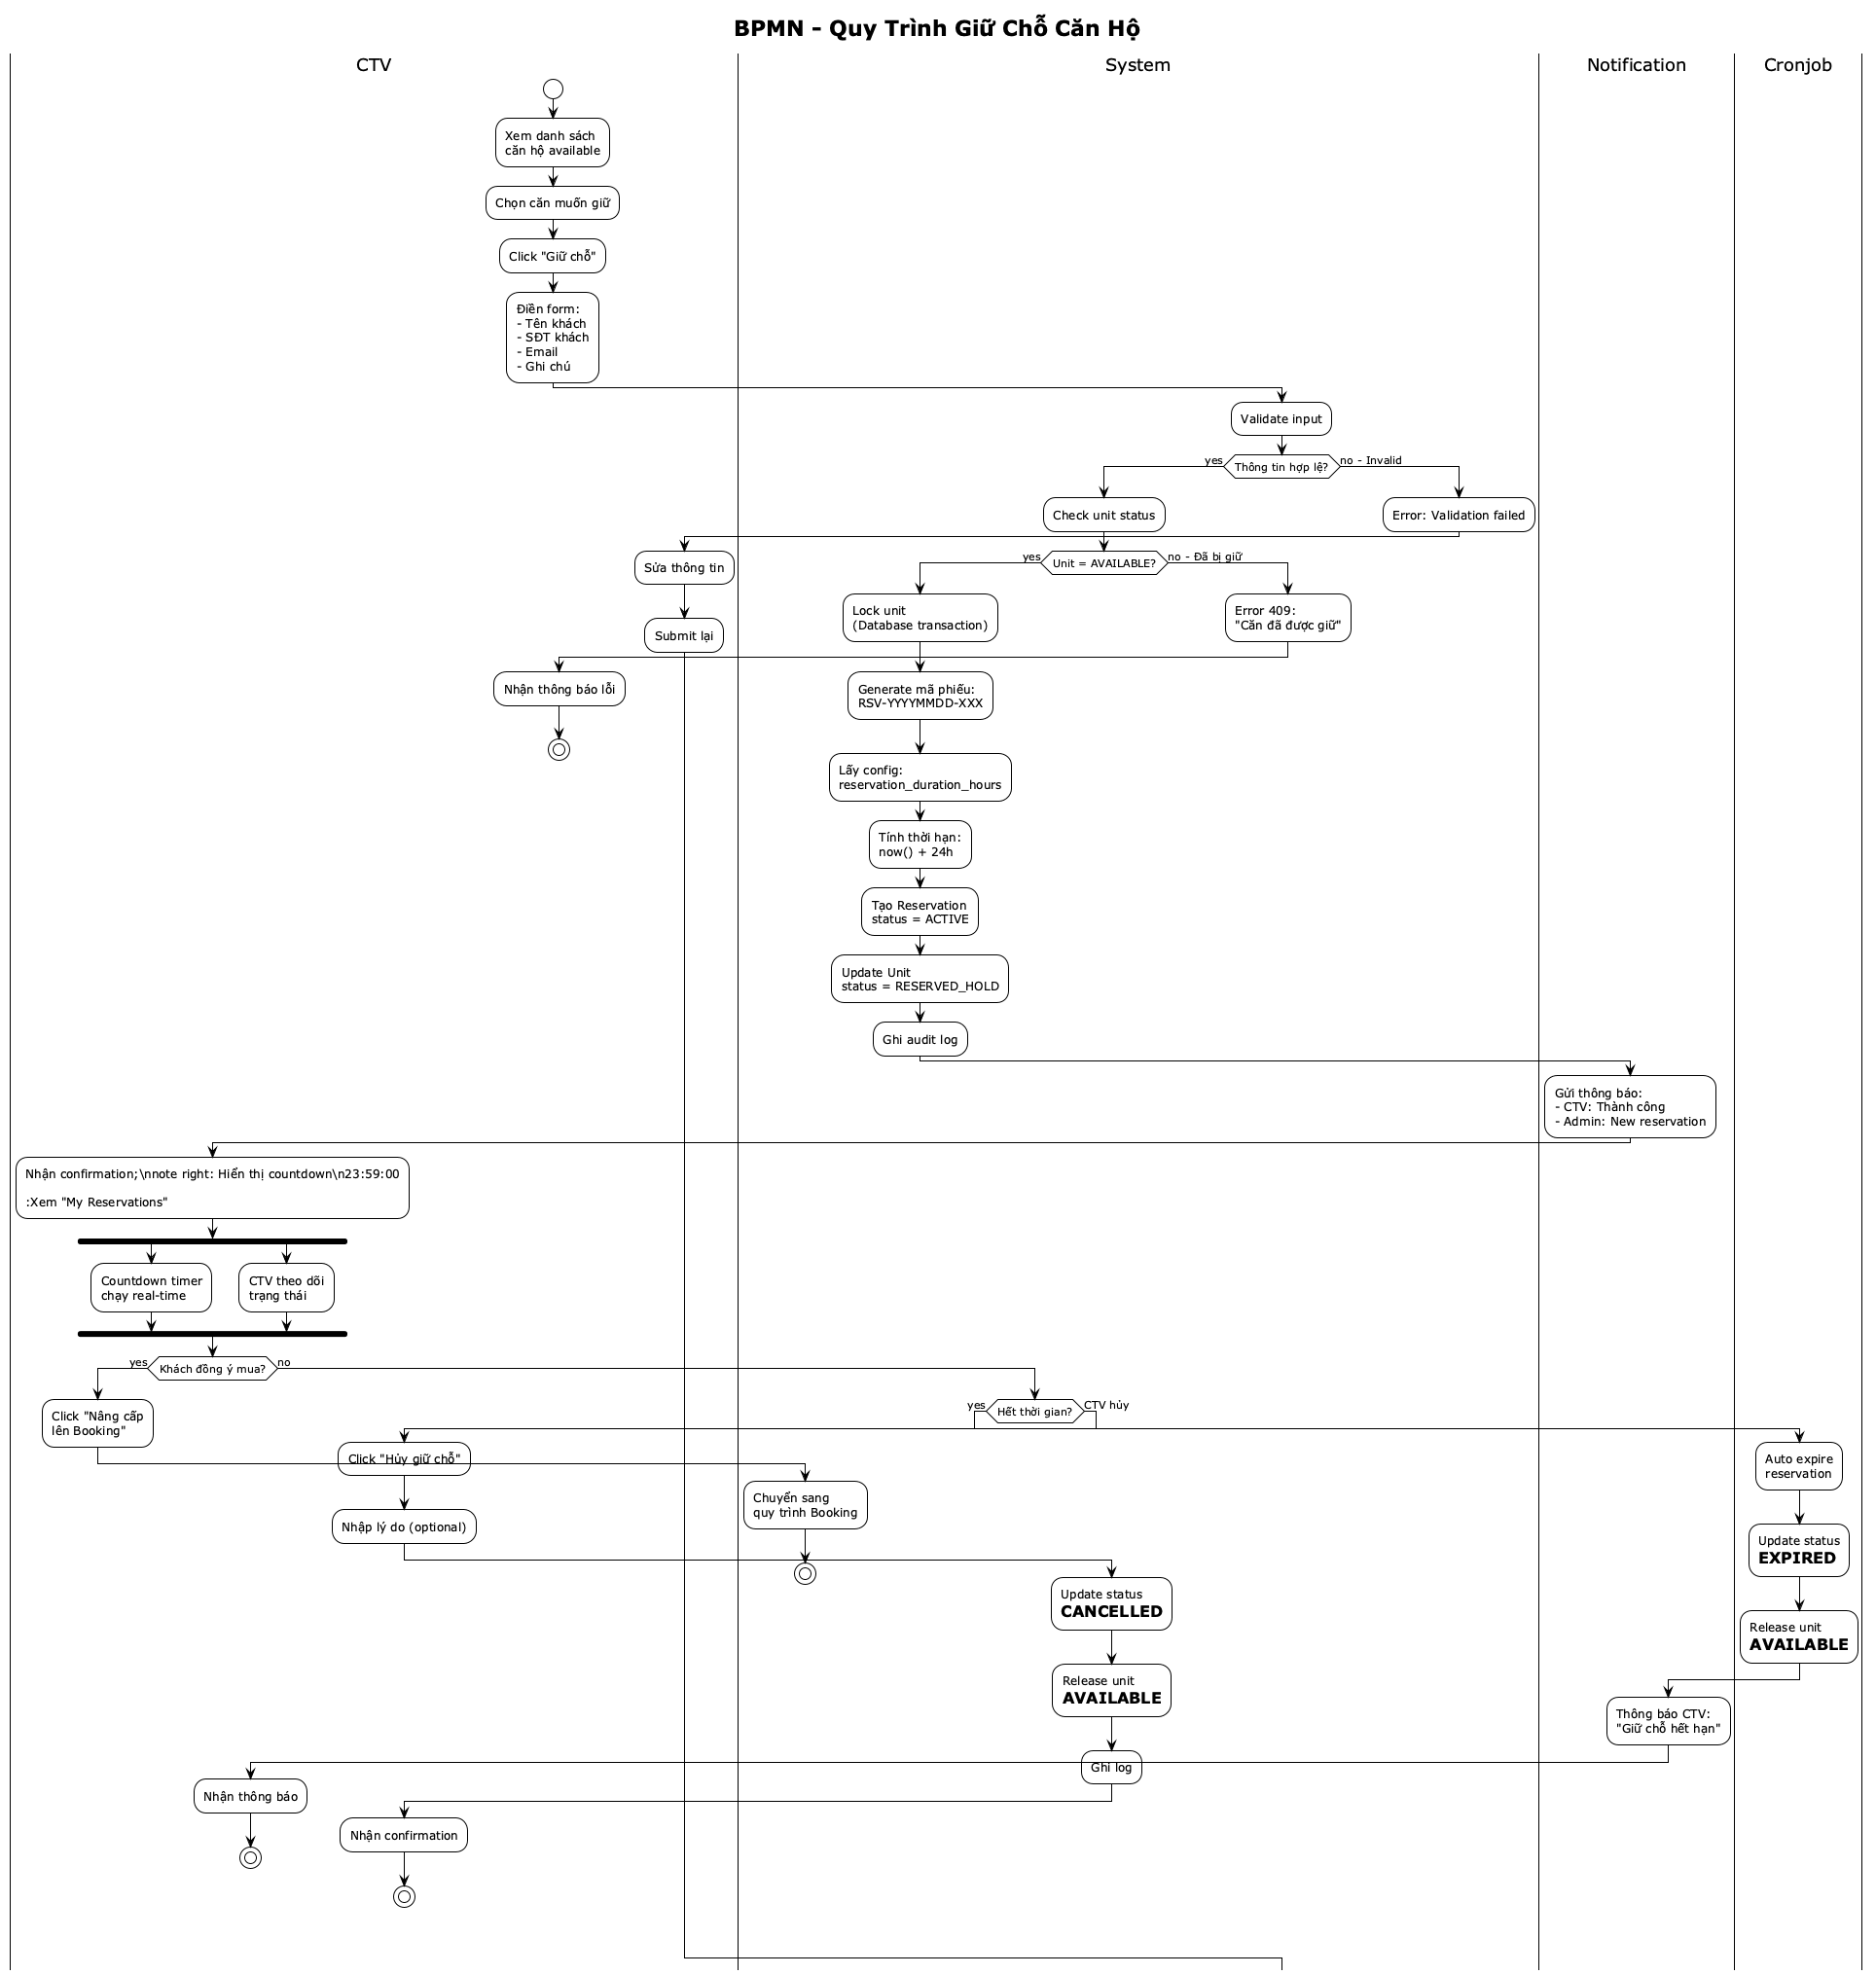 BPMN - Quy Trình Giữ Chỗ Căn Hộ
CTV
System
Notification
Cronjob
Xem danh sách
căn hộ available
Chọn căn muốn giữ
Click "Giữ chỗ"
Điền form:
- Tên khách
- SĐT khách
- Email
- Ghi chú
Validate input
yes
Thông tin hợp lệ?
no - Invalid
Check unit status
Error: Validation failed
Sửa thông tin
yes
Unit = AVAILABLE?
no - Đã bị giữ
Lock unit
(Database transaction)
Error 409:
"Căn đã được giữ"
Submit lại
Nhận thông báo lỗi
Generate mã phiếu:
RSV-YYYYMMDD-XXX
Lấy config:
reservation_duration_hours
Tính thời hạn:
now() + 24h
Tạo Reservation
status = ACTIVE
Update Unit
status = RESERVED_HOLD
Ghi audit log
Gửi thông báo:
- CTV: Thành công
- Admin: New reservation
Nhận confirmation;\nnote right: Hiển thị countdown\n23:59:00
:Xem "My Reservations"
Countdown timer
chạy real-time
CTV theo dõi
trạng thái
yes
Khách đồng ý mua?
no
Click "Nâng cấp
lên Booking"
yes
Hết thời gian?
CTV hủy
Click "Hủy giữ chỗ"
Auto expire
reservation
Chuyển sang
quy trình Booking
Nhập lý do (optional)
Update status
EXPIRED
Update status
CANCELLED
Release unit
AVAILABLE
Release unit
AVAILABLE
Thông báo CTV:
"Giữ chỗ hết hạn"
Ghi log
Nhận thông báo
Nhận confirmation